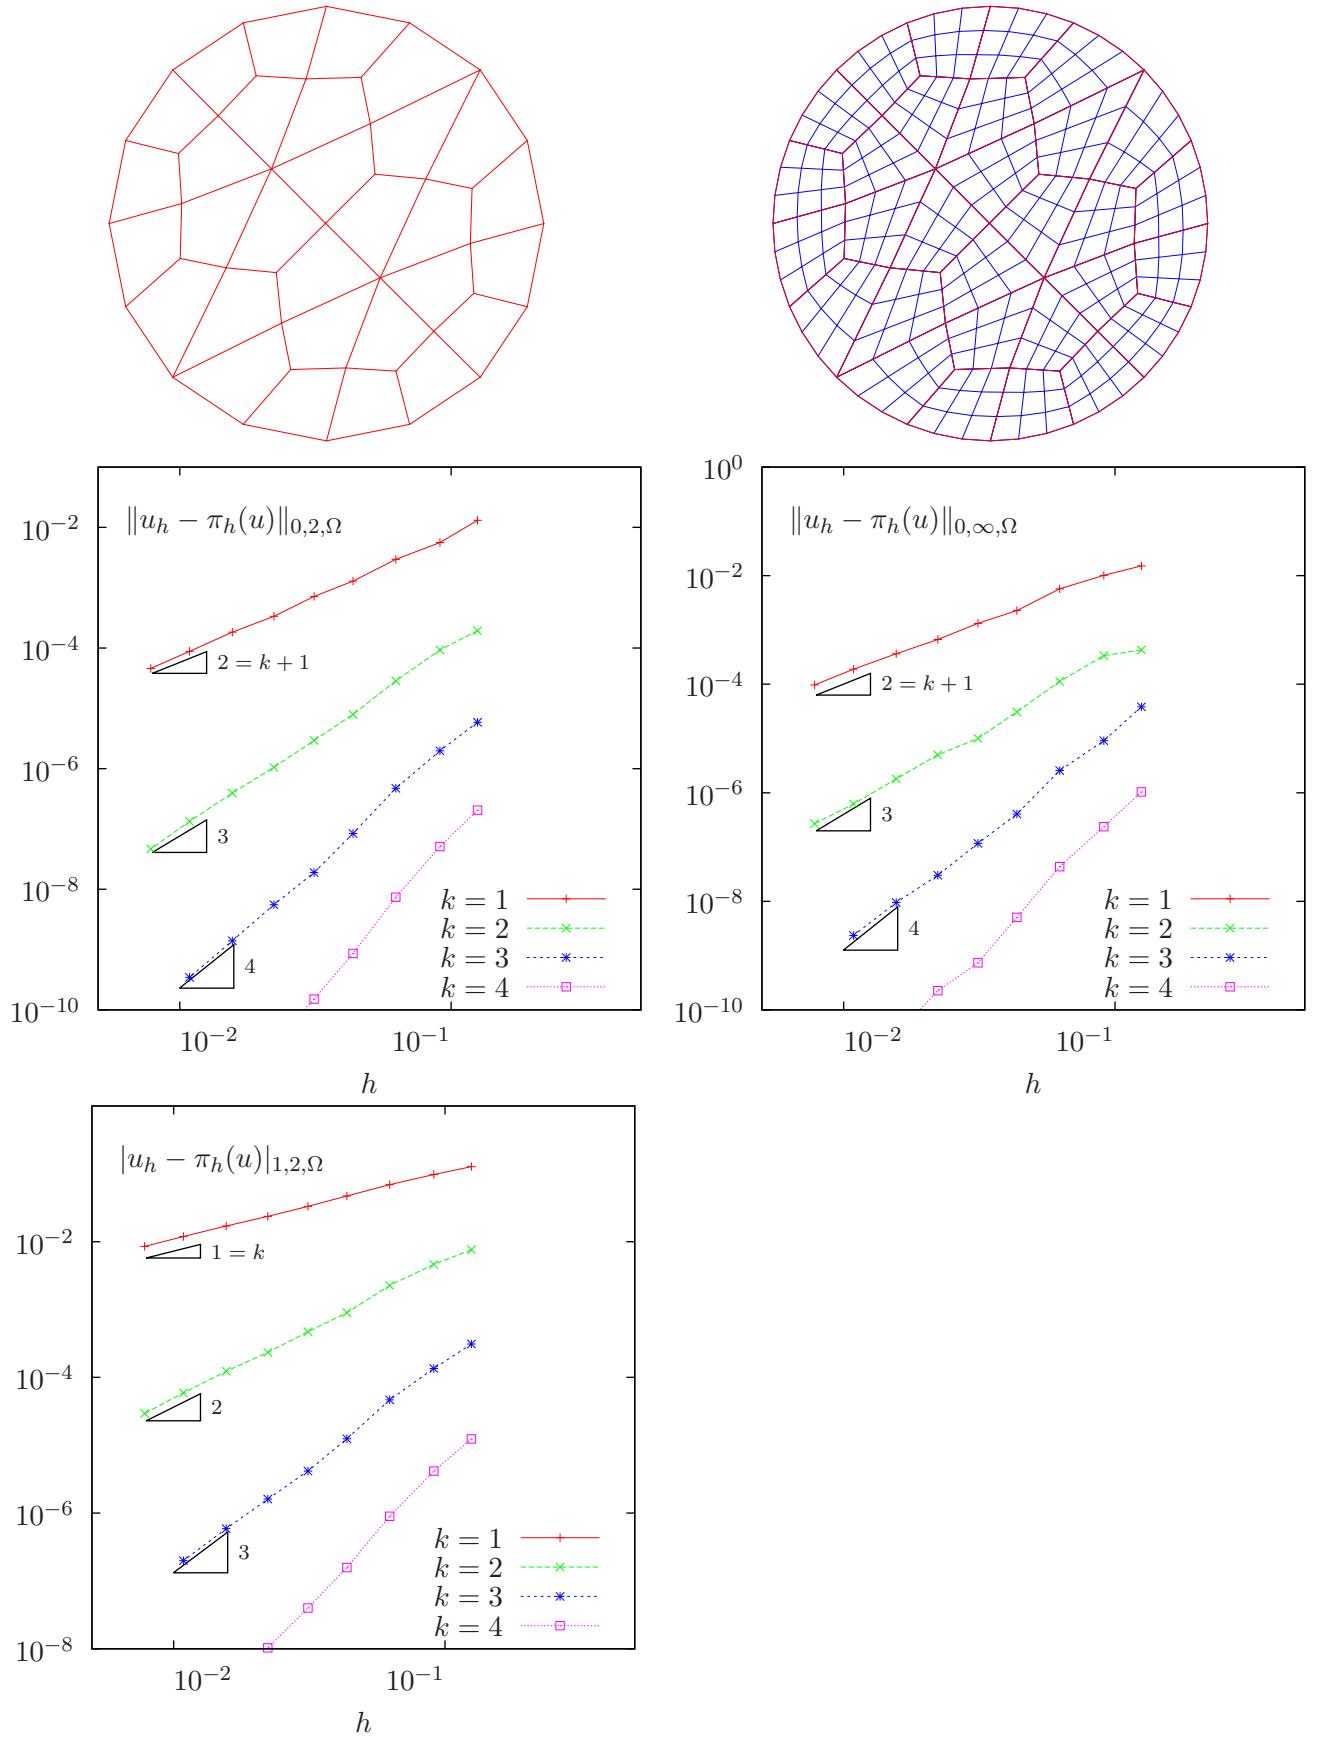 ‖u_h − π_h(u)‖_{0,2,Ω}
10^{−2}
10^{−4}
10^{−6}
10^{−8}
10^{−10}
2 = k + 1
3
4
k = 1
k = 2
k = 3
k = 4
10^{−2}
10^{−1}
h
‖u_h − π_h(u)‖_{0,∞,Ω}
10^{0}
10^{−2}
10^{−4}
10^{−6}
10^{−8}
10^{−10}
2 = k + 1
3
4
k = 1
k = 2
k = 3
k = 4
10^{−2}
10^{−1}
h
|u_h − π_h(u)|_{1,2,Ω}
10^{−2}
10^{−4}
10^{−6}
10^{−8}
1 = k
2
3
k = 1
k = 2
k = 3
k = 4
10^{−2}
10^{−1}
h